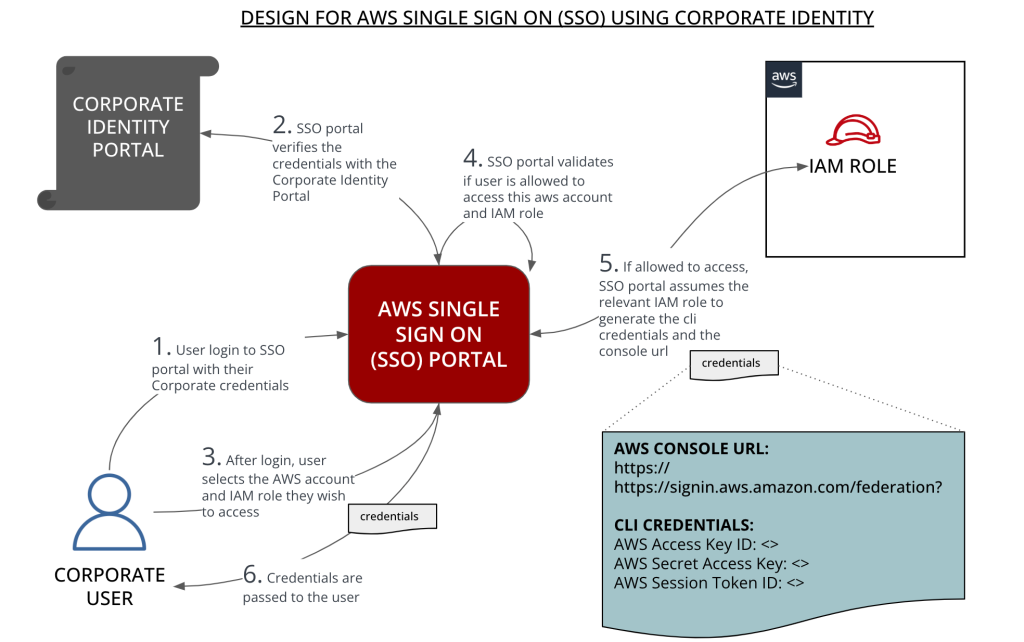 DESIGN FOR AWS SINGLE SIGN ON (SSO) USING CORPORATE IDENTITY
CORPORATE
IDENTITY
PORTAL
2. SSO portal
verifies the
credentials with the
Corporate Identity
Portal
4. SSO portal validates
if user is allowed to
access this aws account
and IAM role
aws
IAM ROLE
5. If allowed to access,
SSO portal assumes the
relevant IAM role to
generate the cli
credentials and the
console url
AWS SINGLE
SIGN ON
(SSO) PORTAL
1. User login to SSO
portal with their
Corporate credentials
credentials
3. After login, user
selects the AWS account
and IAM role they wish
to access
credentials
6. Credentials are
passed to the user
CORPORATE
USER
AWS CONSOLE URL:
https://
https://signin.aws.amazon.com/federation?
CLI CREDENTIALS:
AWS Access Key ID: <>
AWS Secret Access Key: <>
AWS Session Token ID: <>